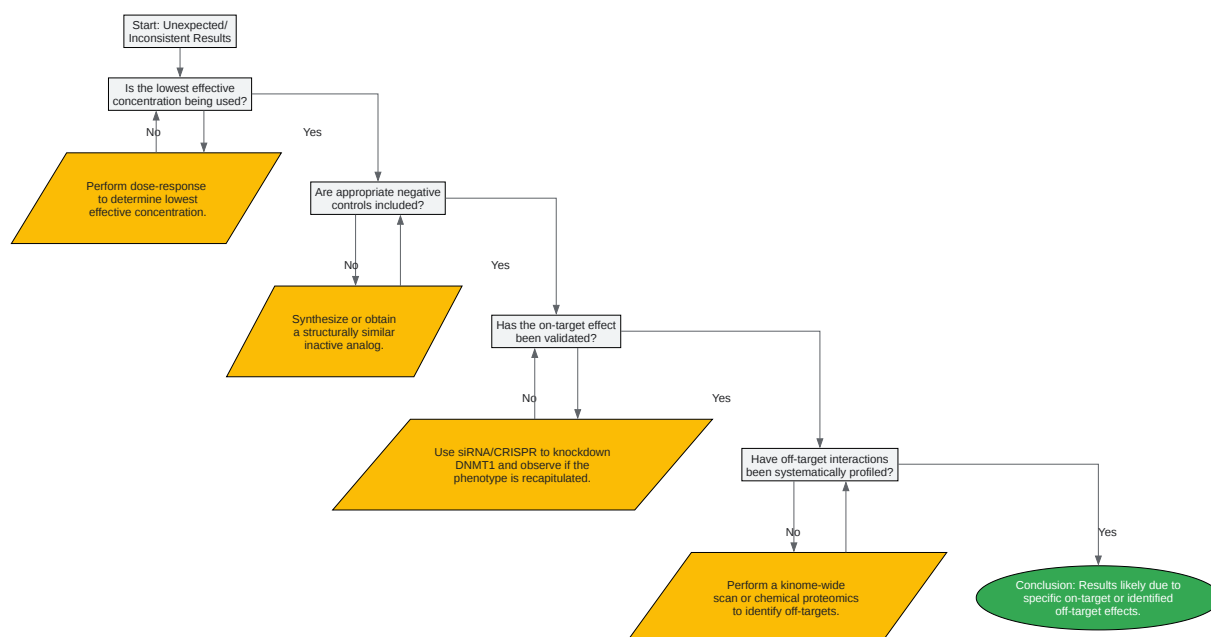 Start: Unexpected/
Inconsistent Results
Is the lowest effective
concentration being used?
No
Yes
Perform dose-response
to determine lowest
effective concentration.
Are appropriate negative
controls included?
No
Yes
Synthesize or obtain
a structurally similar
inactive analog.
Has the on-target effect
been validated?
No
Yes
Use siRNA/CRISPR to knockdown
DNMT1 and observe if the
phenotype is recapitulated.
Have off-target interactions
been systematically profiled?
No
Yes
Perform a kinome-wide
scan or chemical proteomics
to identify off-targets.
Conclusion: Results likely due to
specific on-target or identified
off-target effects.